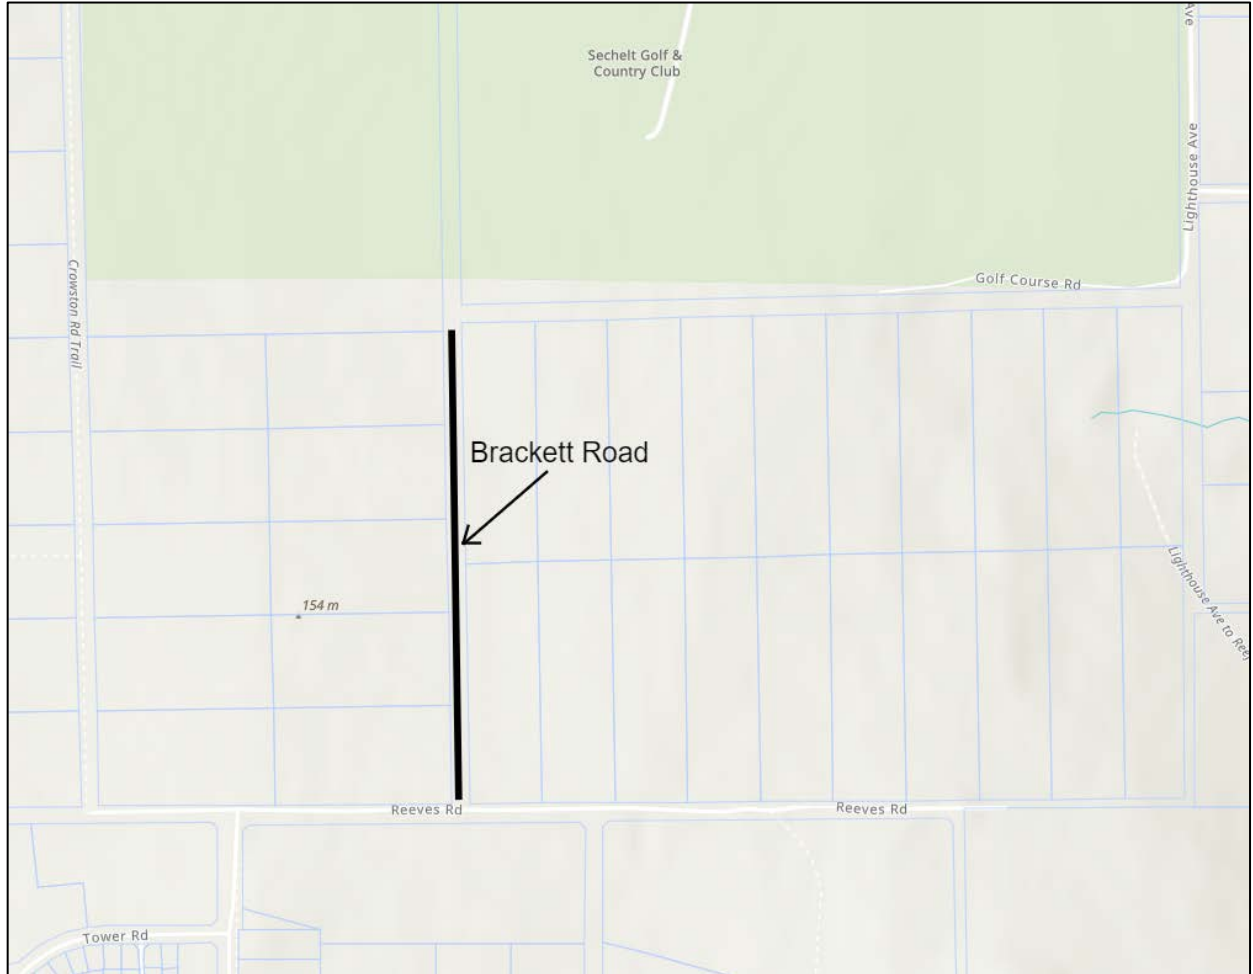 Ave
Sechelt Golf &
Country Club
Lighthouse Ave
Crowston Rd Trail
Golf Course Rd
Brackett Road
154 m
Lighthouse Ave to Reef
Reeves Rd
Reeves Rd
Tower Rd